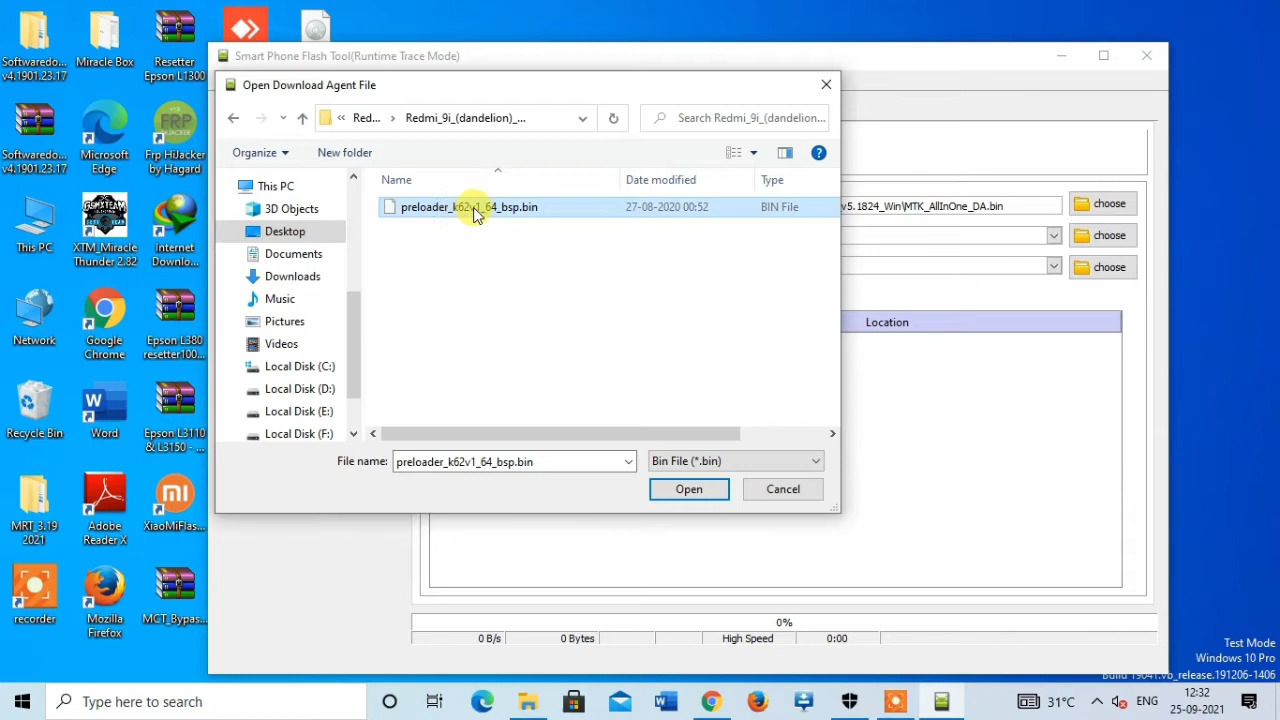 Softwaredo...
v4.1901.23.17
Miracle Box
Resetter
Epson L1300
Softwaredo...
v4.1901.23.17
Microsoft
Edge
FRP
Frp HiJacker
by Hagard
This PC
XTM_Miracle
Thunder 2.82
Internet
Downlo...
Network
Google
Chrome
Epson L380
resetter100...
Recycle Bin
Word
Epson L3110
& L3150 - ...
MRT_3.19
2021
Adobe
Reader X
XiaoMiFlas...
recorder
Mozilla
Firefox
MCT_Bypas...
Smart Phone Flash Tool(Runtime Trace Mode)
Open Download Agent File
Red...
Redmi_9i_(dandelion)_...
Search Redmi_9i_(dandelion...
Organize
New folder
This PC
3D Objects
Desktop
Documents
Downloads
Music
Pictures
Videos
Local Disk (C:)
Local Disk (D:)
Local Disk (E:)
Local Disk (F:)
Name
Date modified
Type
preloader_k62v1_64_bsp.bin
27-08-2020 00:52
BIN File
File name:
preloader_k62v1_64_bsp.bin
Bin File (*.bin)
Open
Cancel
v5.1824_Win\MTK_AllInOne_DA.bin
choose
choose
choose
Location
0%
0 B/s
0 Bytes
High Speed
0:00
Test Mode
Windows 10 Pro
Build 19041.vb_release.191206-1406
Type here to search
31°C
ENG
12:32
25-09-2021